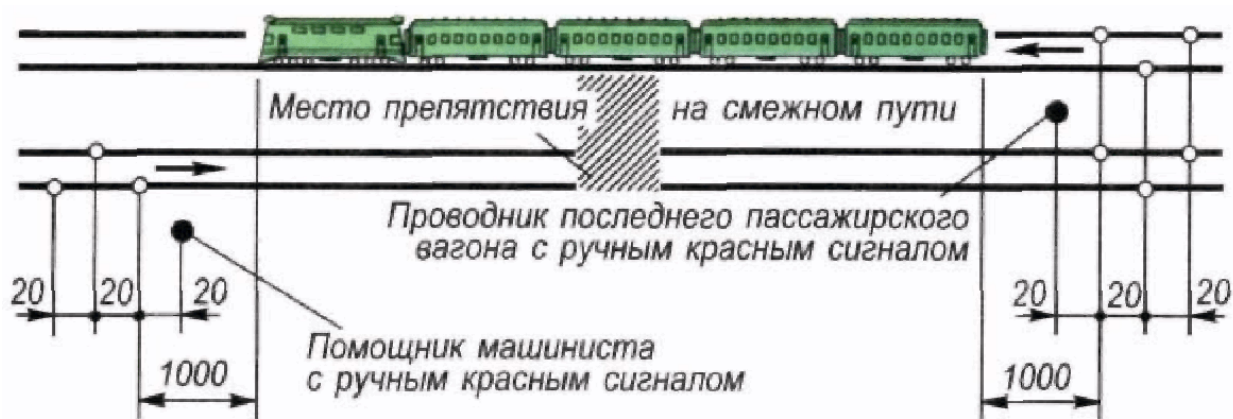 Место препятствия на смежном пути
Проводник последнего пассажирского
вагона с ручным красным сигналом
20 20 20
20 20 20
Помощник машиниста
с ручным красным сигналом
1000
1000